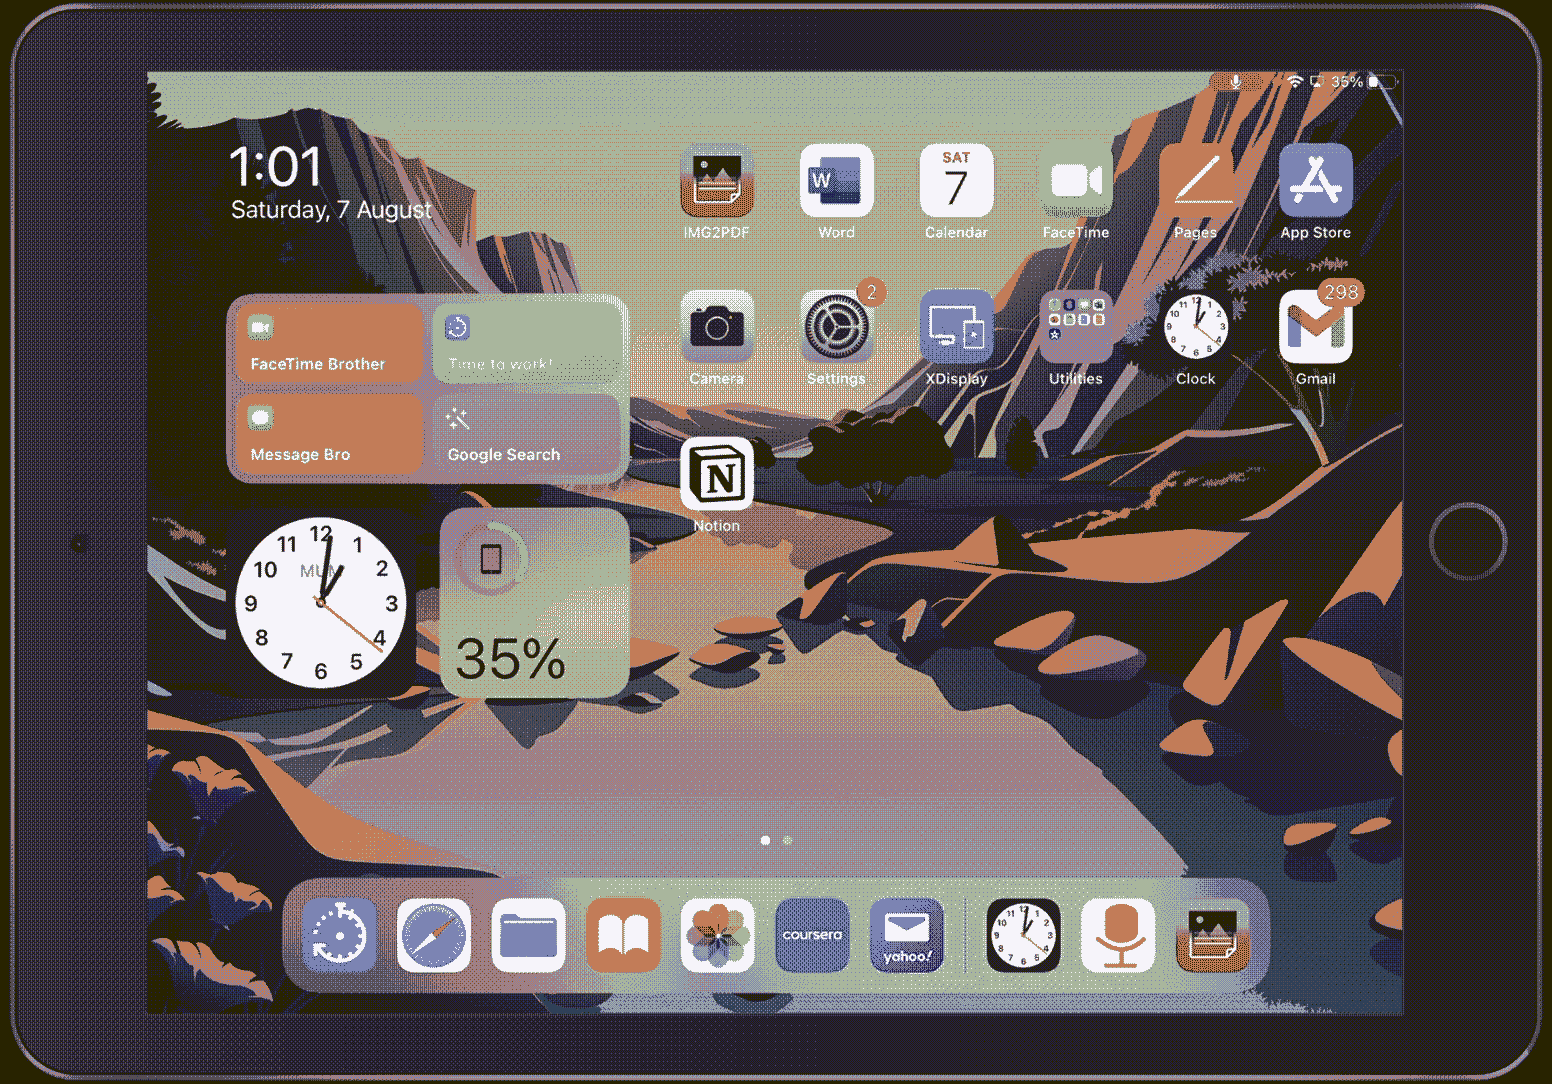 35%
1:01
Saturday, 7 August
W
SAT
7
IMG2PDF
Word
Calendar
FaceTime
Pages
App Store
2
298
Camera
Settings
XDisplay
Utilities
Clock
Gmail
FaceTime Brother
Time to work!
Message Bro
Google Search
N
Notion
12
11
1
10
MUM
2
9
3
8
4
7
5
6
35%
coursera
yahoo!